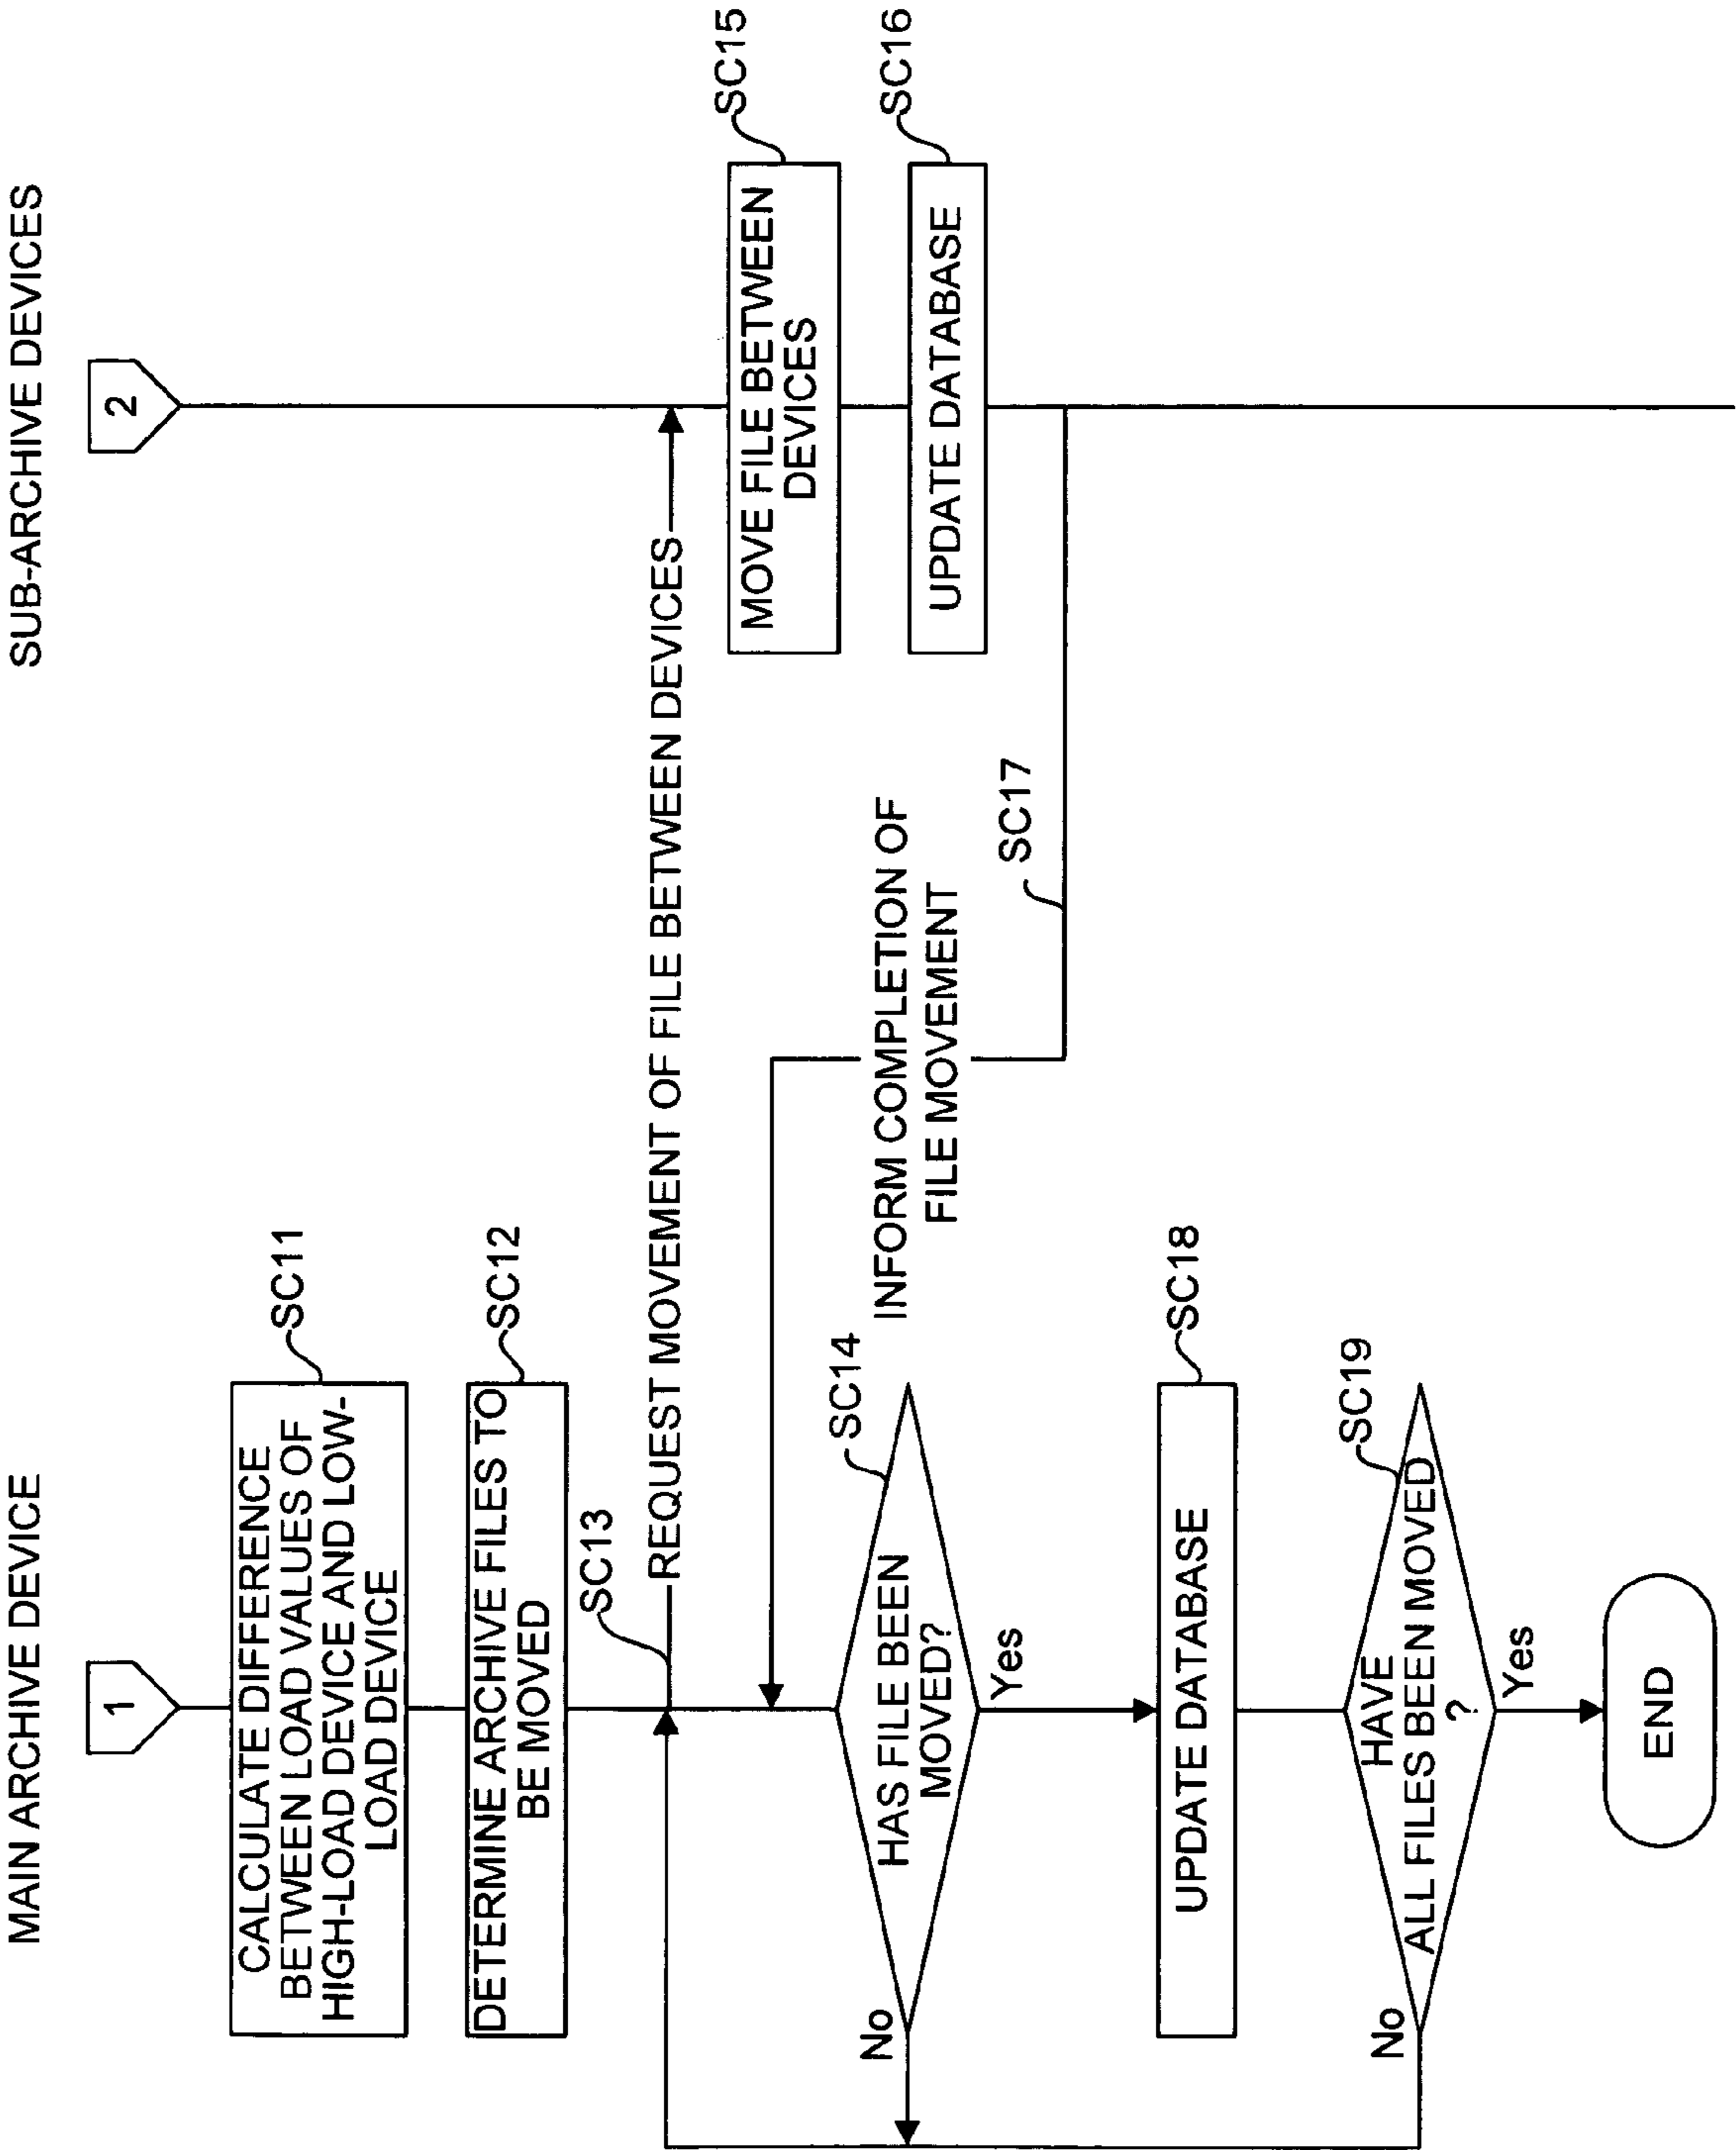 MAIN ARCHIVE DEVICE
SUB-ARCHIVE DEVICES
1
2
CALCULATE DIFFERENCE
BETWEEN LOAD VALUES OF
HIGH-LOAD DEVICE AND LOW-
LOAD DEVICE
SC11
DETERMINE ARCHIVE FILES TO
BE MOVED
SC12
SC13
REQUEST MOVEMENT OF FILE BETWEEN DEVICES
MOVE FILE BETWEEN
DEVICES
SC15
UPDATE DATABASE
SC16
INFORM COMPLETION OF
FILE MOVEMENT
SC17
HAS FILE BEEN
MOVED?
SC14
No
Yes
UPDATE DATABASE
SC18
HAVE
ALL FILES BEEN MOVED
?
SC19
No
Yes
END